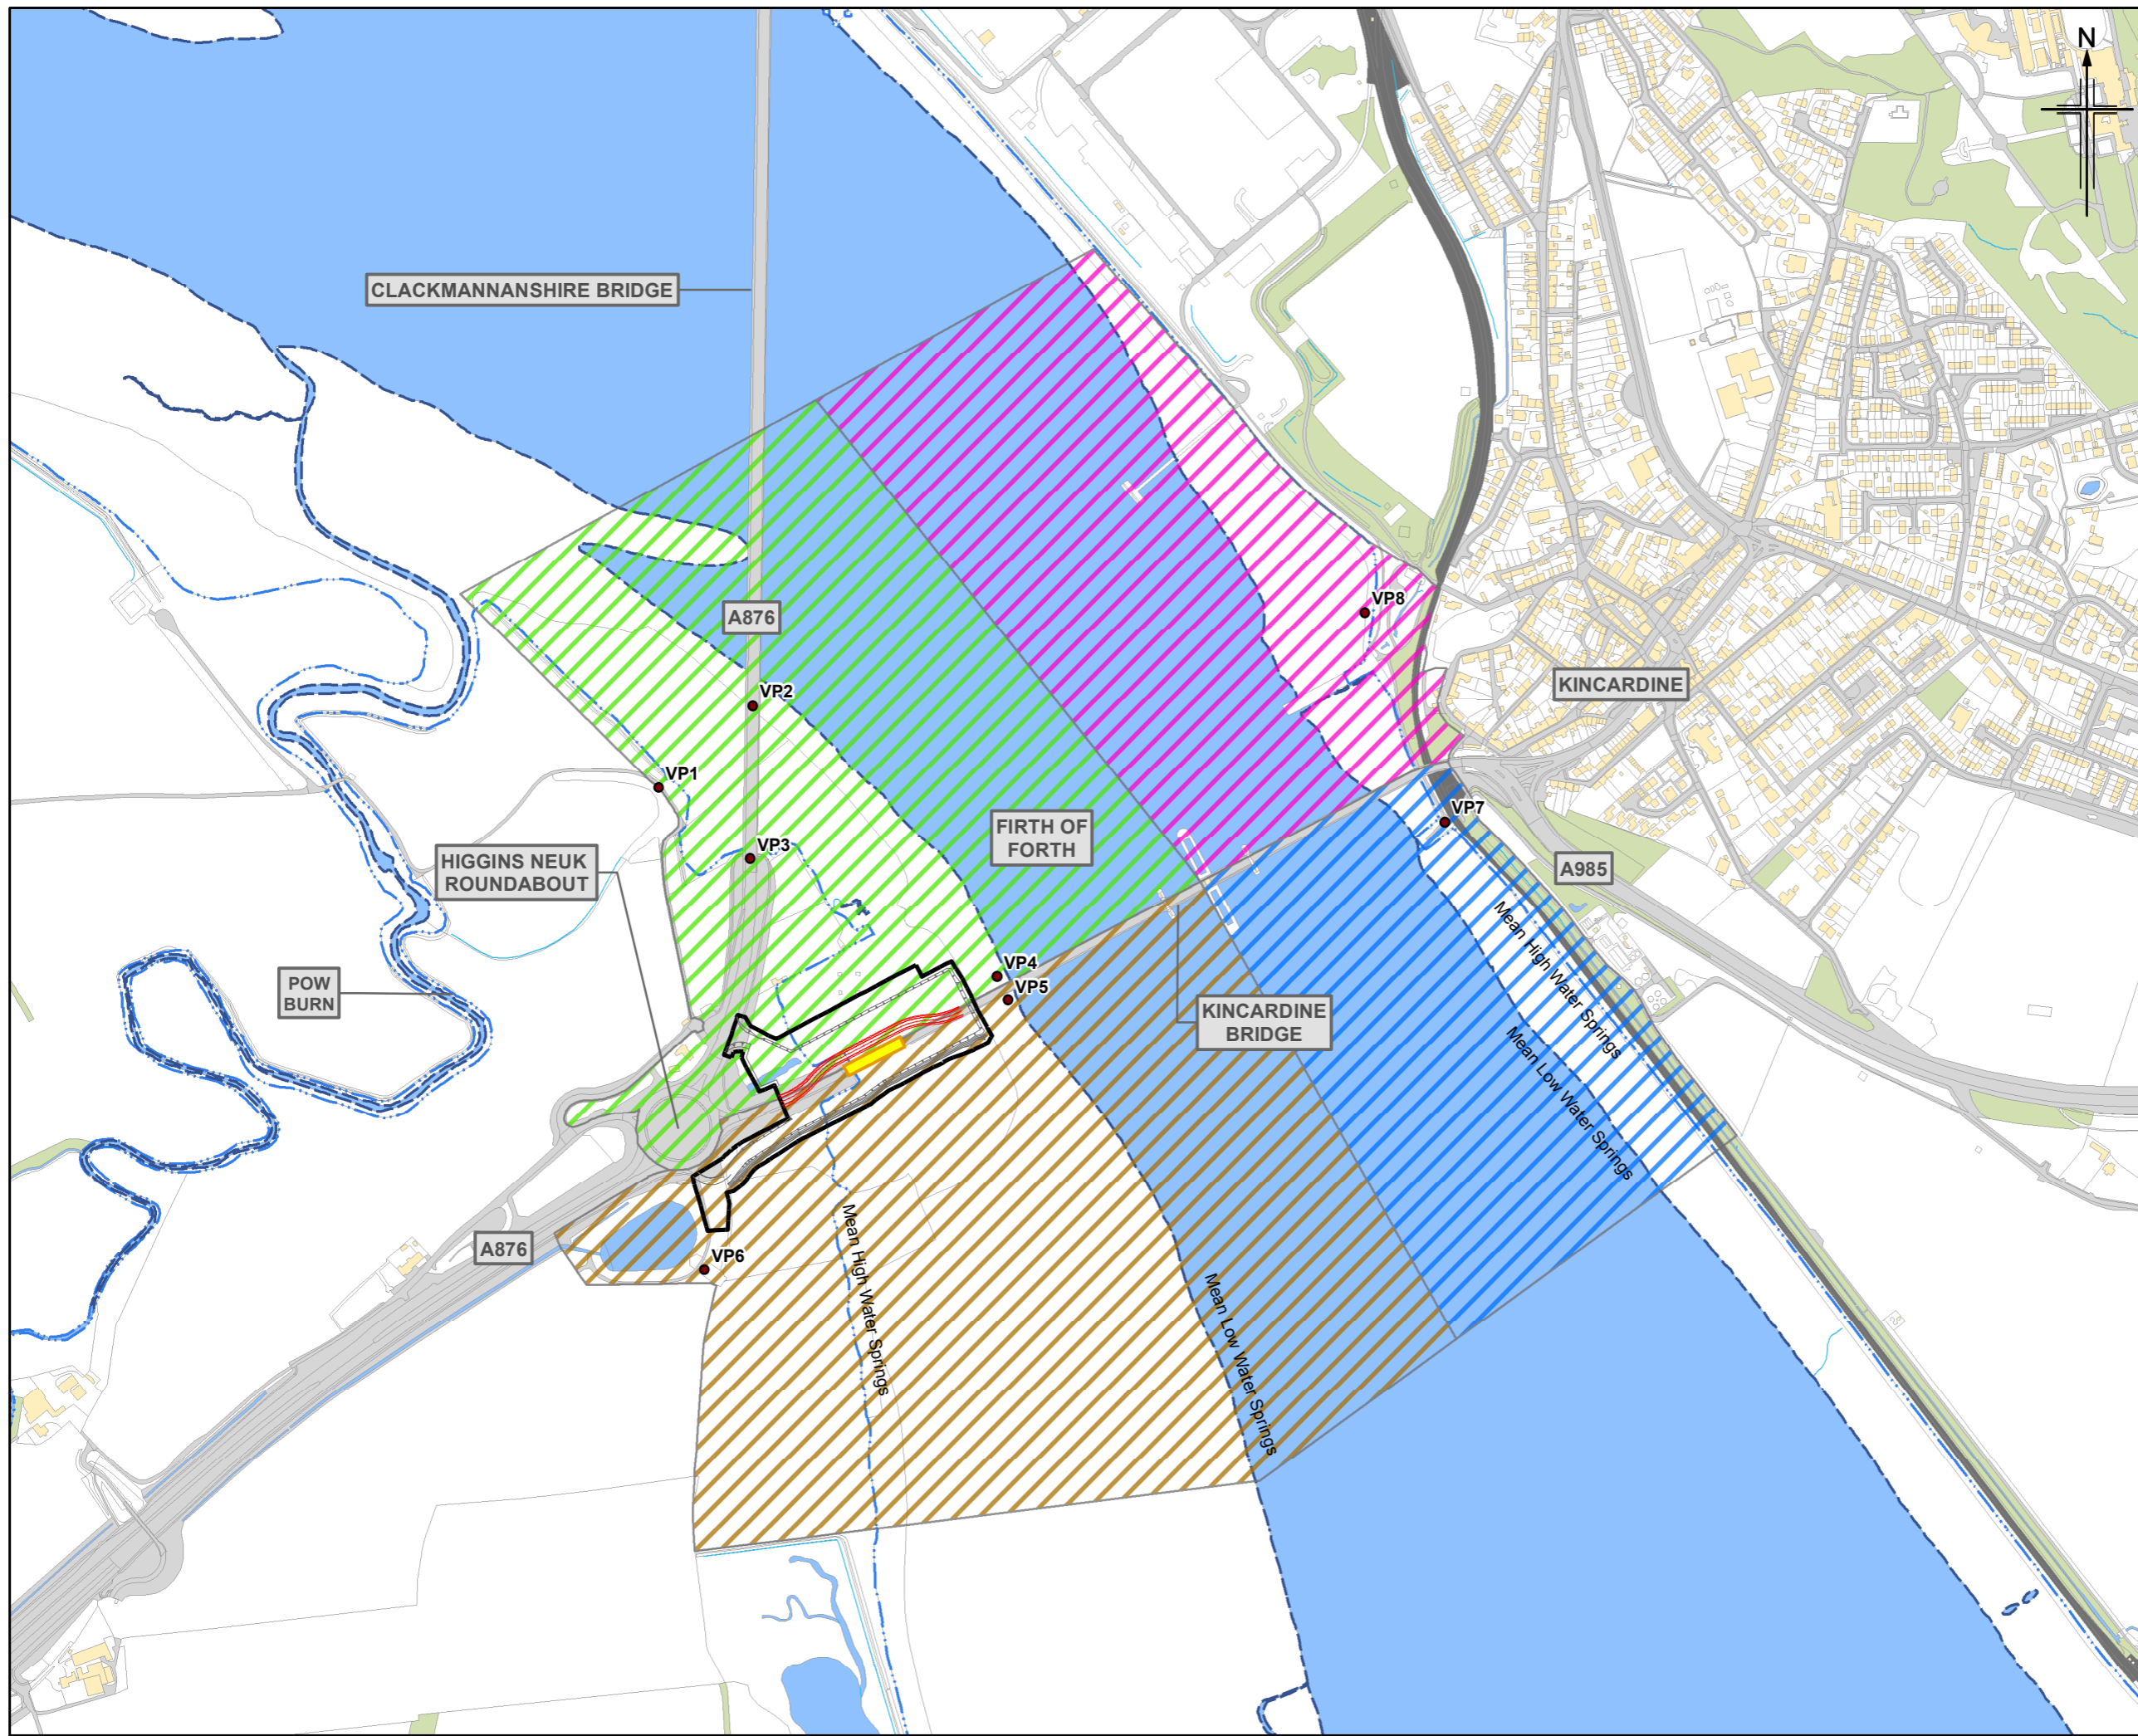 N
CLACKMANNANSHIRE BRIDGE
A876
VP8
KINCARDINE
VP2
VP1
VP7
FIRTH OF
FORTH
VP3
HIGGINS NEUK
ROUNDABOUT
A985
Mean High Water Springs
VP4
VP5
POW
BURN
KINCARDINE
BRIDGE
Mean Low Water Springs
A876
VP6
Mean High Water Springs
Mean Low Water Springs